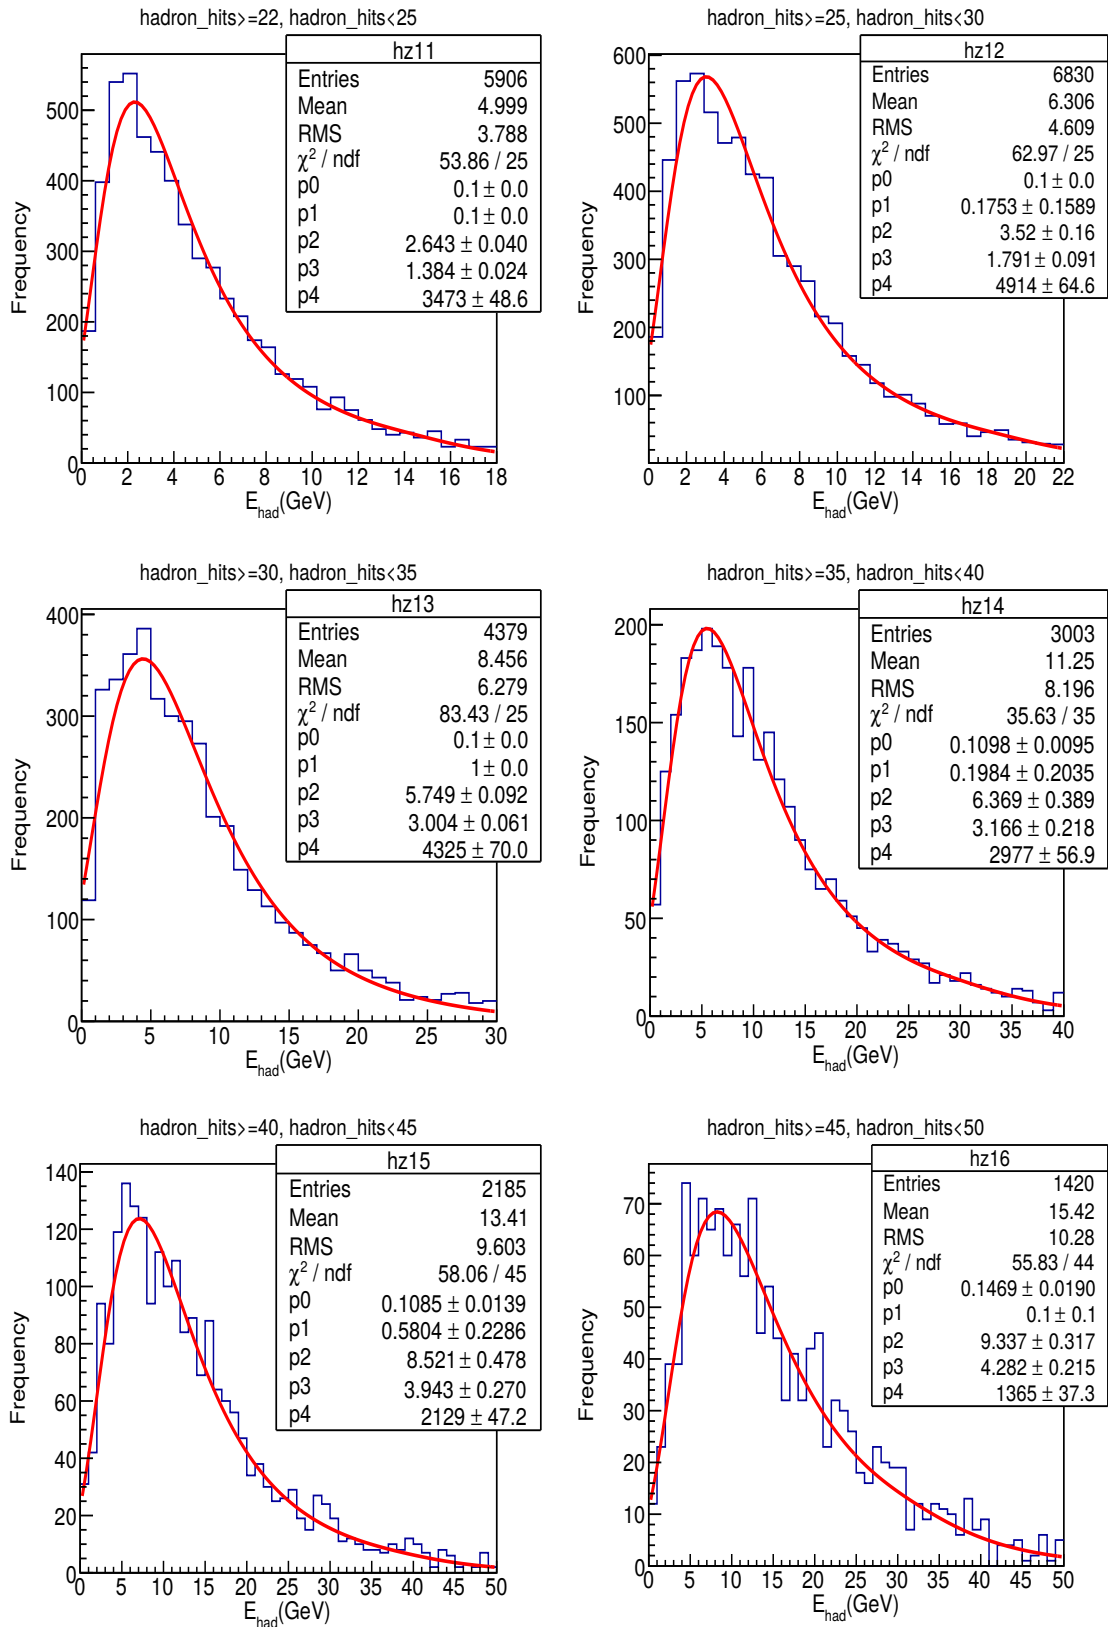 hadron_hits>=22, hadron_hits<25
hz11
Entries 5906
Mean 4.999
RMS 3.788
χ² / ndf 53.86 / 25
p0 0.1 ± 0.0
p1 0.1 ± 0.0
p2 2.643 ± 0.040
p3 1.384 ± 0.024
p4 3473 ± 48.6
Frequency
500
400
300
200
100
0
0 2 4 6 8 10 12 14 16 18
E_had(GeV)
hadron_hits>=25, hadron_hits<30
hz12
Entries 6830
Mean 6.306
RMS 4.609
χ² / ndf 62.97 / 25
p0 0.1 ± 0.0
p1 0.1753 ± 0.1589
p2 3.52 ± 0.16
p3 1.791 ± 0.091
p4 4914 ± 64.6
Frequency
600
500
400
300
200
100
0 2 4 6 8 10 12 14 16 18 20 22
E_had(GeV)
hadron_hits>=30, hadron_hits<35
hz13
Entries 4379
Mean 8.456
RMS 6.279
χ² / ndf 83.43 / 25
p0 0.1 ± 0.0
p1 1 ± 0.0
p2 5.749 ± 0.092
p3 3.004 ± 0.061
p4 4325 ± 70.0
Frequency
400
300
200
100
0
0 5 10 15 20 25 30
E_had(GeV)
hadron_hits>=35, hadron_hits<40
hz14
Entries 3003
Mean 11.25
RMS 8.196
χ² / ndf 35.63 / 35
p0 0.1098 ± 0.0095
p1 0.1984 ± 0.2035
p2 6.369 ± 0.389
p3 3.166 ± 0.218
p4 2977 ± 56.9
Frequency
200
150
100
50
0
0 5 10 15 20 25 30 35 40
E_had(GeV)
hadron_hits>=40, hadron_hits<45
hz15
Entries 2185
Mean 13.41
RMS 9.603
χ² / ndf 58.06 / 45
p0 0.1085 ± 0.0139
p1 0.5804 ± 0.2286
p2 8.521 ± 0.478
p3 3.943 ± 0.270
p4 2129 ± 47.2
Frequency
140
120
100
80
60
40
20
0
0 5 10 15 20 25 30 35 40 45 50
E_had(GeV)
hadron_hits>=45, hadron_hits<50
hz16
Entries 1420
Mean 15.42
RMS 10.28
χ² / ndf 55.83 / 44
p0 0.1469 ± 0.0190
p1 0.1 ± 0.1
p2 9.337 ± 0.317
p3 4.282 ± 0.215
p4 1365 ± 37.3
Frequency
70
60
50
40
30
20
10
0
0 5 10 15 20 25 30 35 40 45 50
E_had(GeV)